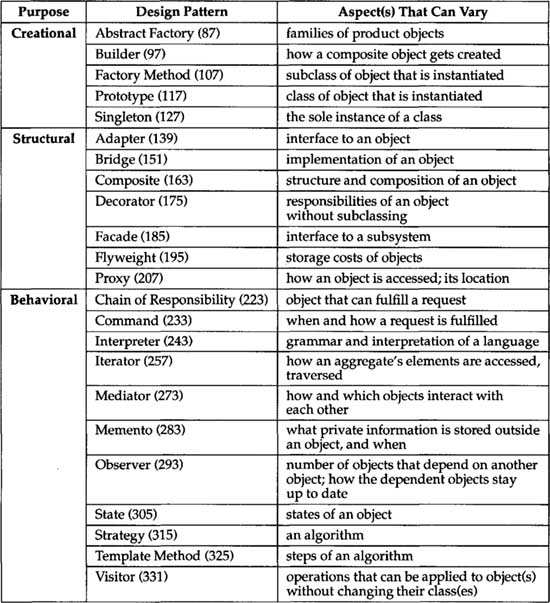 Purpose Design Pattern Aspect(s) That Can Vary
Creational Abstract Factory (87) families of product objects
Builder (97) how a composite object gets created
Factory Method (107) subclass of object that is instantiated
Prototype (117) class of object that is instantiated
Singleton (127) the sole instance of a class
Structural Adapter (139) interface to an object
Bridge (151) implementation of an object
Composite (163) structure and composition of an object
Decorator (175) responsibilities of an object
without subclassing
Facade (185) interface to a subsystem
Flyweight (195) storage costs of objects
Proxy (207) how an object is accessed; its location
Behavioral Chain of Responsibility (223) object that can fulfill a request
Command (233) when and how a request is fulfilled
Interpreter (243) grammar and interpretation of a language
Iterator (257) how an aggregate's elements are accessed,
traversed
Mediator (273) how and which objects interact with
each other
Memento (283) what private information is stored outside
an object, and when
Observer (293) number of objects that depend on another
object; how the dependent objects stay
up to date
State (305) states of an object
Strategy (315) an algorithm
Template Method (325) steps of an algorithm
Visitor (331) operations that can be applied to object(s)
without changing their class(es)